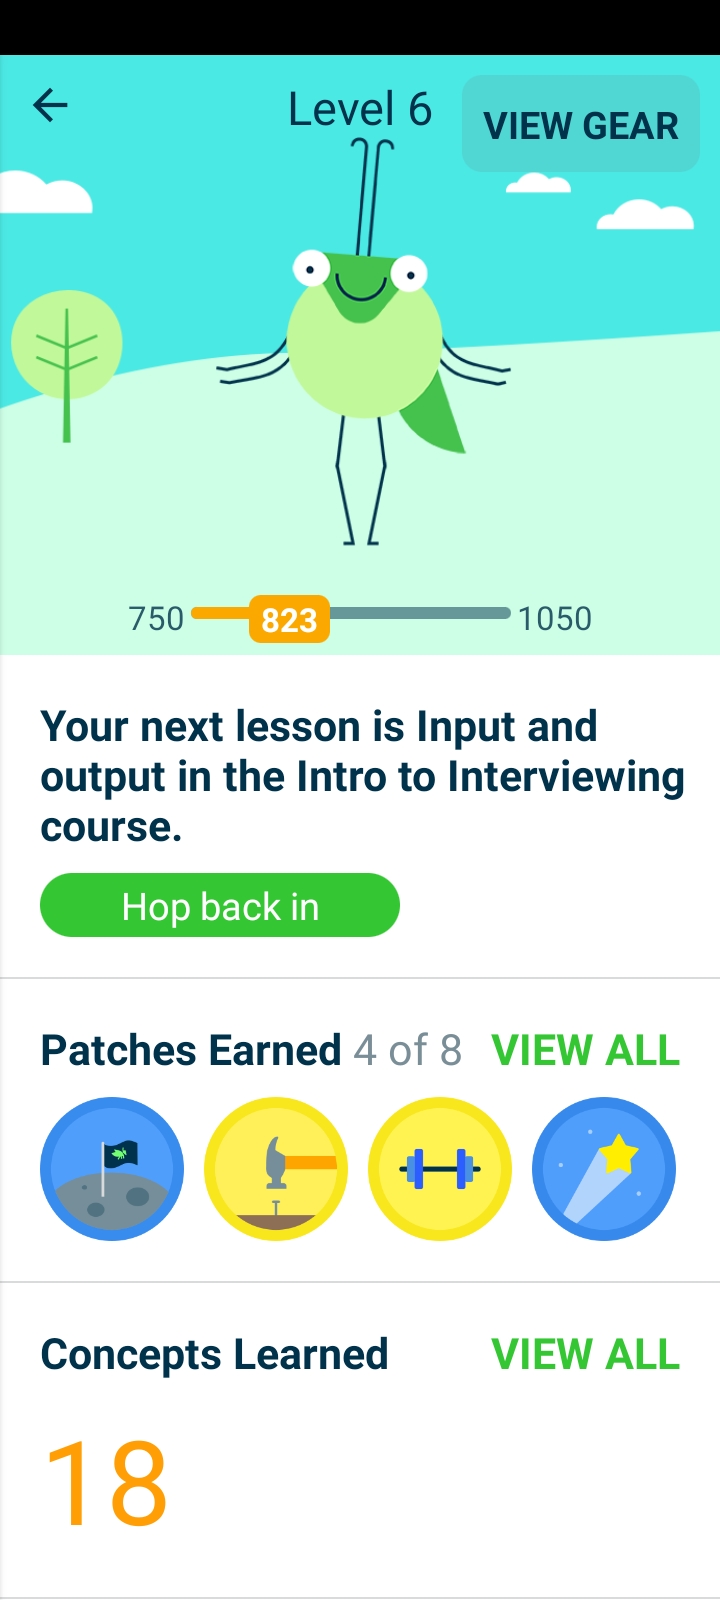 Level 6
VIEW GEAR
750 823 1050
Your next lesson is Input and
output in the Intro to Interviewing
course.
Hop back in
Patches Earned 4 of 8 VIEW ALL
Concepts Learned VIEW ALL
18